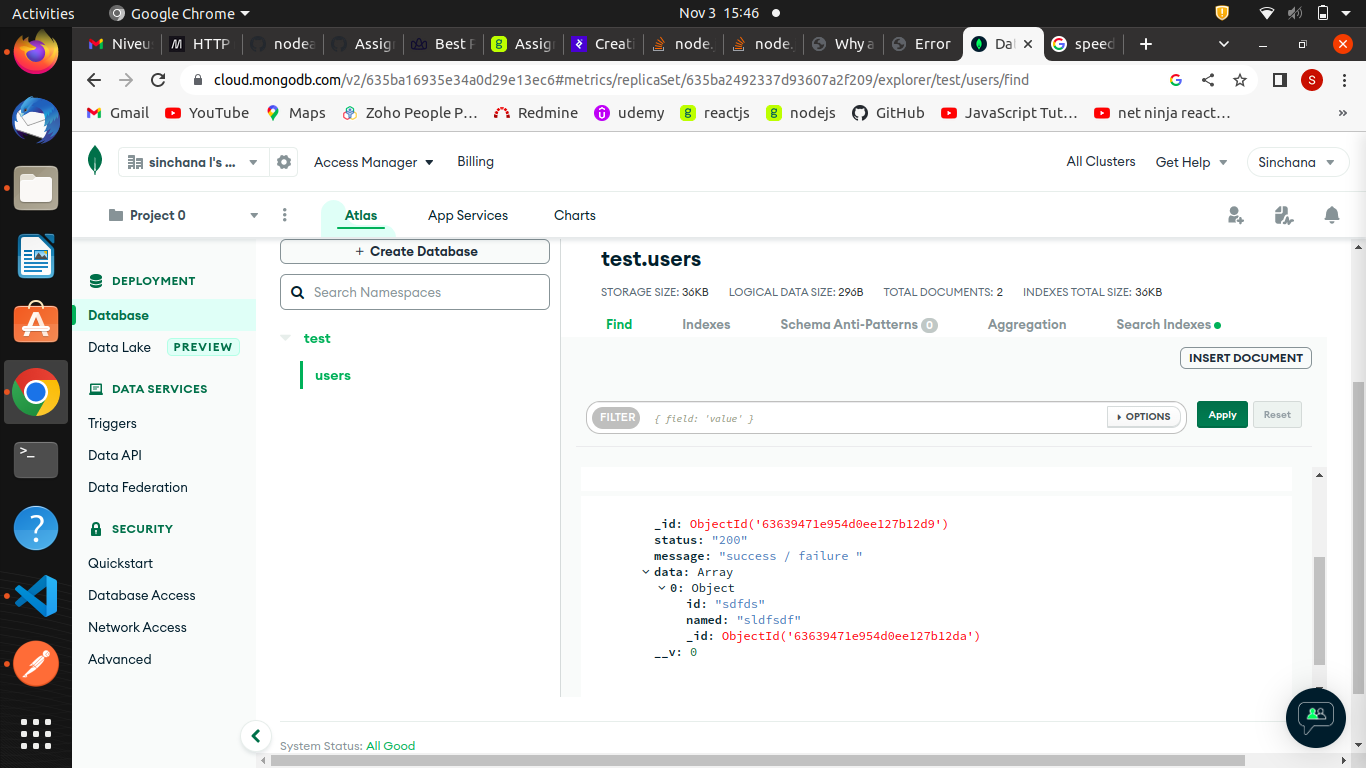 Activities
Google Chrome
Nov 3 15:46
Niveus
HTTP
nodea
Assign
Best P
Assign
Creati
node.
node.
Why a
Error
Dat
speed
cloud.mongodb.com/v2/635ba16935e34a0d29e13ec6#metrics/replicaSet/635ba2492337d93607a2f209/explorer/test/users/find
S
Gmail
YouTube
Maps
Zoho People P…
Redmine
udemy
reactjs
nodejs
GitHub
JavaScript Tut…
net ninja react…
»
sinchana l's ...
Access Manager
Billing
All Clusters
Get Help
Sinchana
Project 0
Atlas
App Services
Charts
DEPLOYMENT
Database
Data Lake PREVIEW
DATA SERVICES
Triggers
Data API
Data Federation
SECURITY
Quickstart
Database Access
Network Access
Advanced
+ Create Database
Search Namespaces
test
users
test.users
STORAGE SIZE: 36KB LOGICAL DATA SIZE: 296B TOTAL DOCUMENTS: 2 INDEXES TOTAL SIZE: 36KB
Find Indexes Schema Anti-Patterns 0 Aggregation Search Indexes
INSERT DOCUMENT
FILTER { field: 'value' } OPTIONS Apply Reset
_id: ObjectId('63639471e954d0ee127b12d9')
status: "200"
message: "success / failure "
data: Array
0: Object
id: "sdfds"
named: "sldfsdf"
_id: ObjectId('63639471e954d0ee127b12da')
__v: 0
System Status: All Good